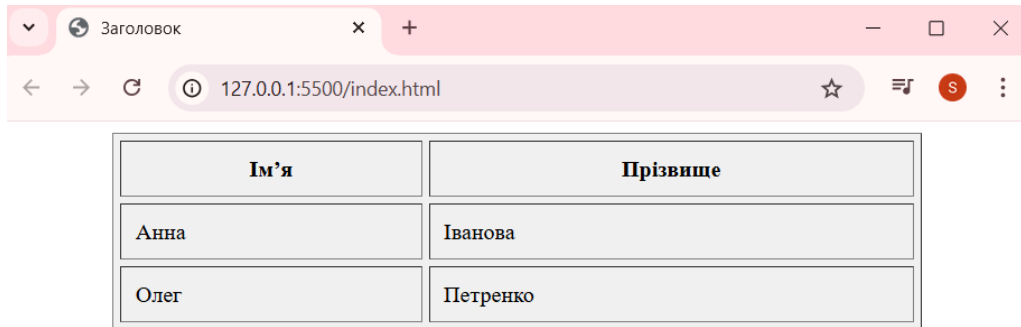 Заголовок
127.0.0.1:5500/index.html
S
Ім’я Прізвище
Анна Іванова
Олег Петренко